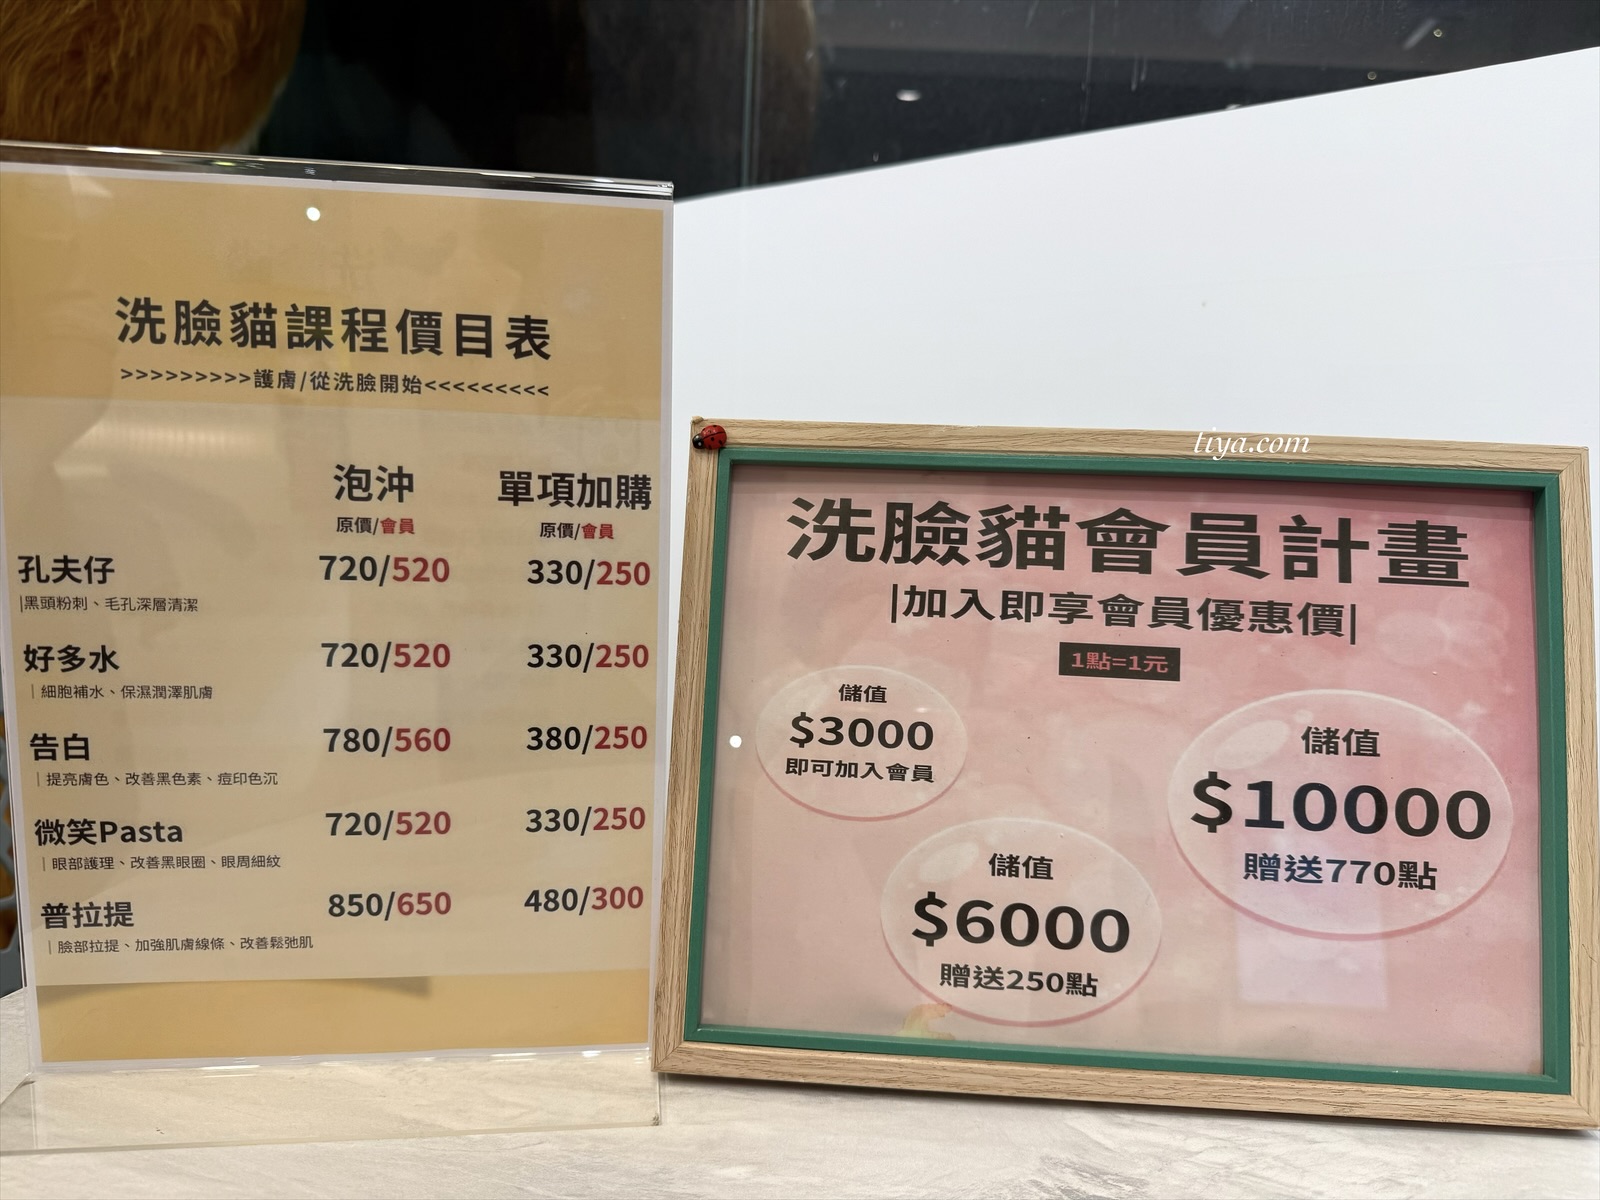 洗臉貓課程價目表
>>>>>>>>>護膚/從洗臉開始<<<<<<<<<
泡沖 單項加購
原價/會員 原價/會員
孔夫仔 720/520 330/250
|黑頭粉刺、毛孔深層清潔
好多水 720/520 330/250
|細胞補水、保濕潤澤肌膚
告白 780/560 380/250
|提亮膚色、改善黑色素、痘印色沉
微笑Pasta 720/520 330/250
|眼部護理、改善黑眼圈、眼周細紋
普拉提 850/650 480/300
|臉部拉提、加強肌膚線條、改善鬆弛肌
tiya.com
洗臉貓會員計畫
|加入即享會員優惠價|
1點=1元
儲值
$3000
即可加入會員
儲值
$6000
贈送250點
儲值
$10000
贈送770點